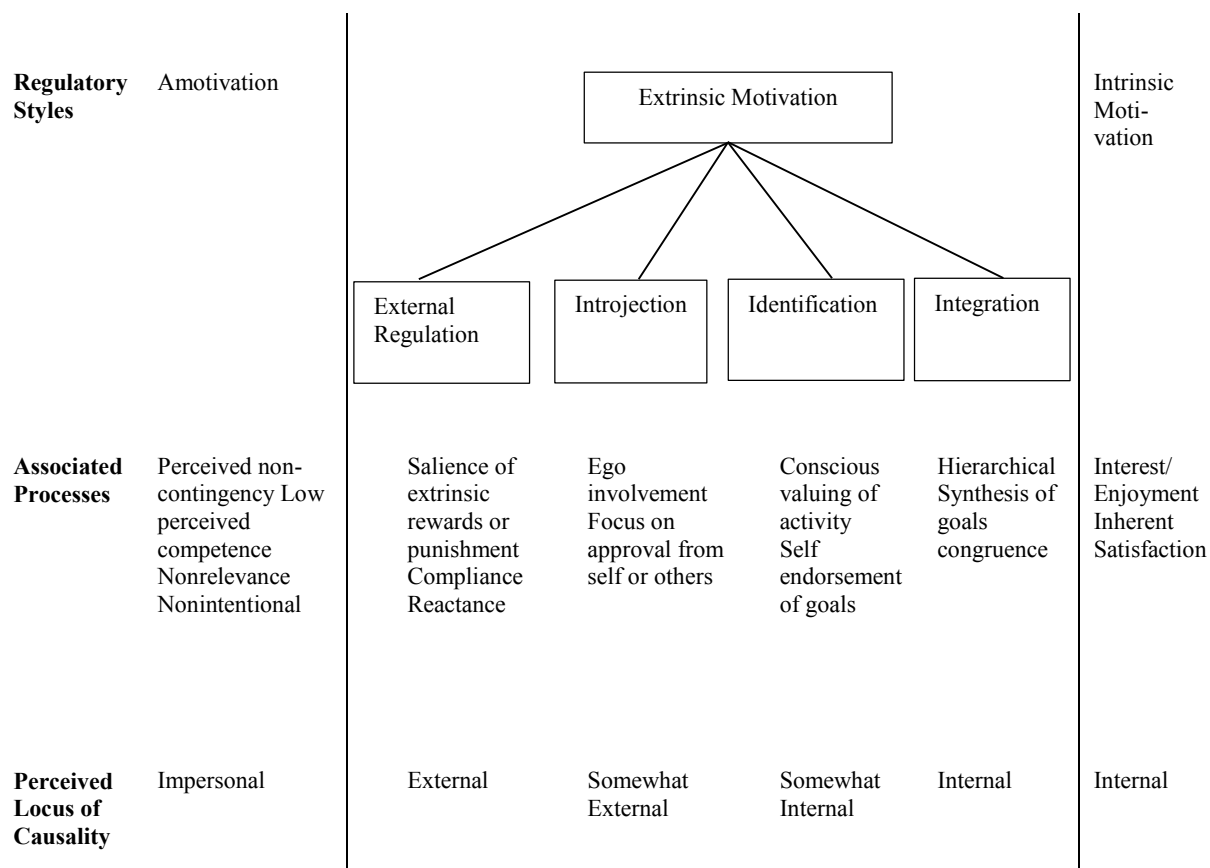 Regulatory
Styles
Amotivation
Extrinsic Motivation
Intrinsic
Moti-
vation
External
Regulation
Introjection
Identification
Integration
Associated
Processes
Perceived non-
contingency Low
perceived
competence
Nonrelevance
Nonintentional
Salience of
extrinsic
rewards or
punishment
Compliance
Reactance
Ego
involvement
Focus on
approval from
self or others
Conscious
valuing of
activity
Self
endorsement
of goals
Hierarchical
Synthesis of
goals
congruence
Interest/
Enjoyment
Inherent
Satisfaction
Perceived
Locus of
Causality
Impersonal
External
Somewhat
External
Somewhat
Internal
Internal
Internal